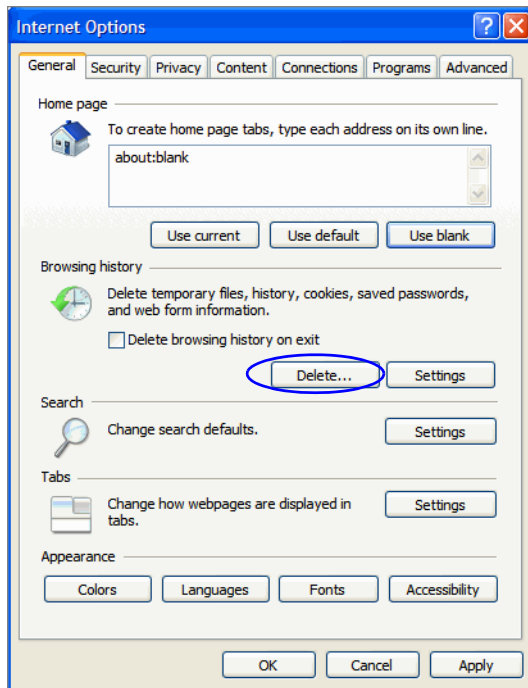 Internet Options
General Security Privacy Content Connections Programs Advanced
Home page
To create home page tabs, type each address on its own line.
about:blank
Use current Use default Use blank
Browsing history
Delete temporary files, history, cookies, saved passwords,
and web form information.
Delete browsing history on exit
Delete... Settings
Search
Change search defaults. Settings
Tabs
Change how webpages are displayed in
tabs.
Settings
Appearance
Colors Languages Fonts Accessibility
OK Cancel Apply